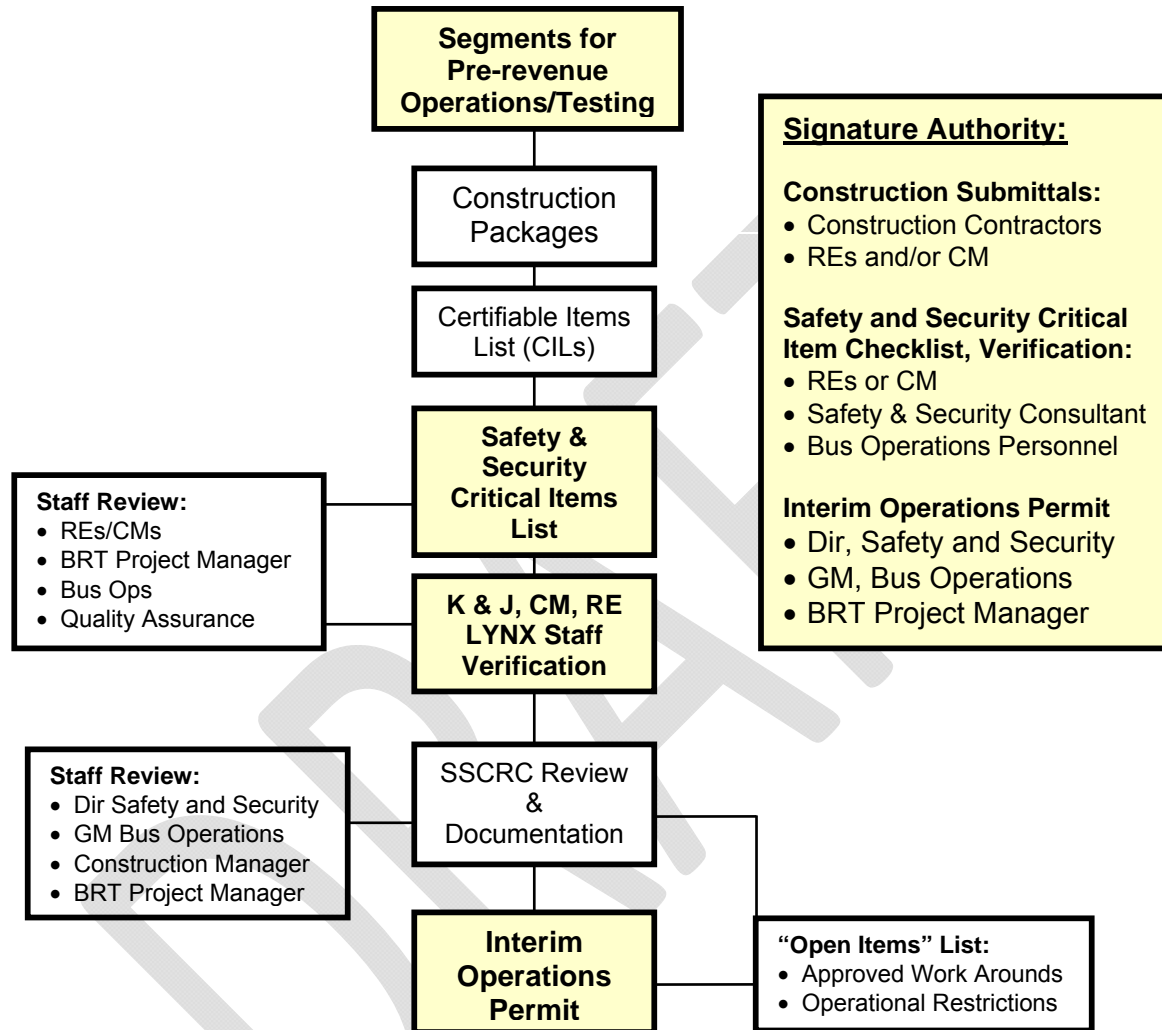 Segments for
Pre-revenue
Operations/Testing
Construction
Packages
Certifiable Items
List (CILs)
Safety &
Security
Critical Items
List
Staff Review:
• REs/CMs
• BRT Project Manager
• Bus Ops
• Quality Assurance
K & J, CM, RE
LYNX Staff
Verification
SSCRC Review
&
Documentation
Staff Review:
• Dir Safety and Security
• GM Bus Operations
• Construction Manager
• BRT Project Manager
Interim
Operations
Permit
“Open Items” List:
• Approved Work Arounds
• Operational Restrictions
Signature Authority:
Construction Submittals:
• Construction Contractors
• REs and/or CM
Safety and Security Critical
Item Checklist, Verification:
• REs or CM
• Safety & Security Consultant
• Bus Operations Personnel
Interim Operations Permit
• Dir, Safety and Security
• GM, Bus Operations
• BRT Project Manager
DRAFT